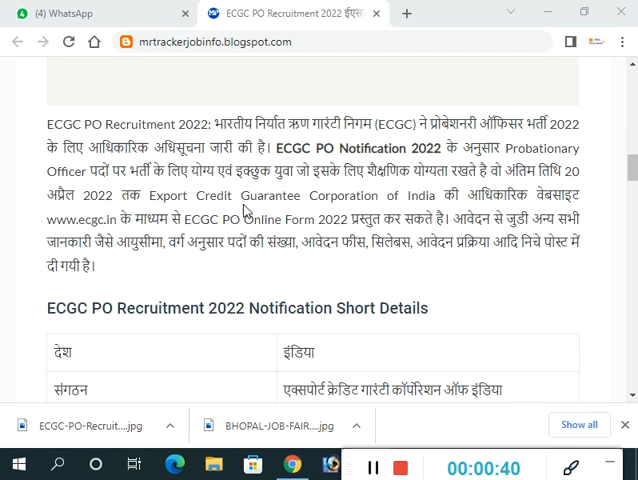 (4) WhatsApp
ECGC PO Recruitment 2022 ईएस
mrtrackerjobinfo.blogspot.com
ECGC PO Recruitment 2022: भारतीय निर्यात ऋण गारंटी निगम (ECGC) ने प्रोबेशनरी ऑफिसर भर्ती 2022
के लिए आधिकारिक अधिसूचना जारी की है। ECGC PO Notification 2022 के अनुसार Probationary
Officer पदों पर भर्ती के लिए योग्य एवं इक्छुक युवा जो इसके लिए शैक्षणिक योग्यता रखते है वो अंतिम तिथि 20
अप्रैल 2022 तक Export Credit Guarantee Corporation of India की आधिकारिक वेबसाइट
www.ecgc.in के माध्यम से ECGC PO Online Form 2022 प्रस्तुत कर सकते है। आवेदन से जुडी अन्य सभी
जानकारी जैसे आयुसीमा, वर्ग अनुसार पदों की संख्या, आवेदन फीस, सिलेबस, आवेदन प्रक्रिया आदि निचे पोस्ट में
दी गयी है।
ECGC PO Recruitment 2022 Notification Short Details
देश इंडिया
संगठन एक्सपोर्ट क्रेडिट गारंटी कॉर्पोरेशन ऑफ इंडिया
ECGC-PO-Recruit....jpg BHOPAL-JOB-FAIR....jpg Show all
00:00:40